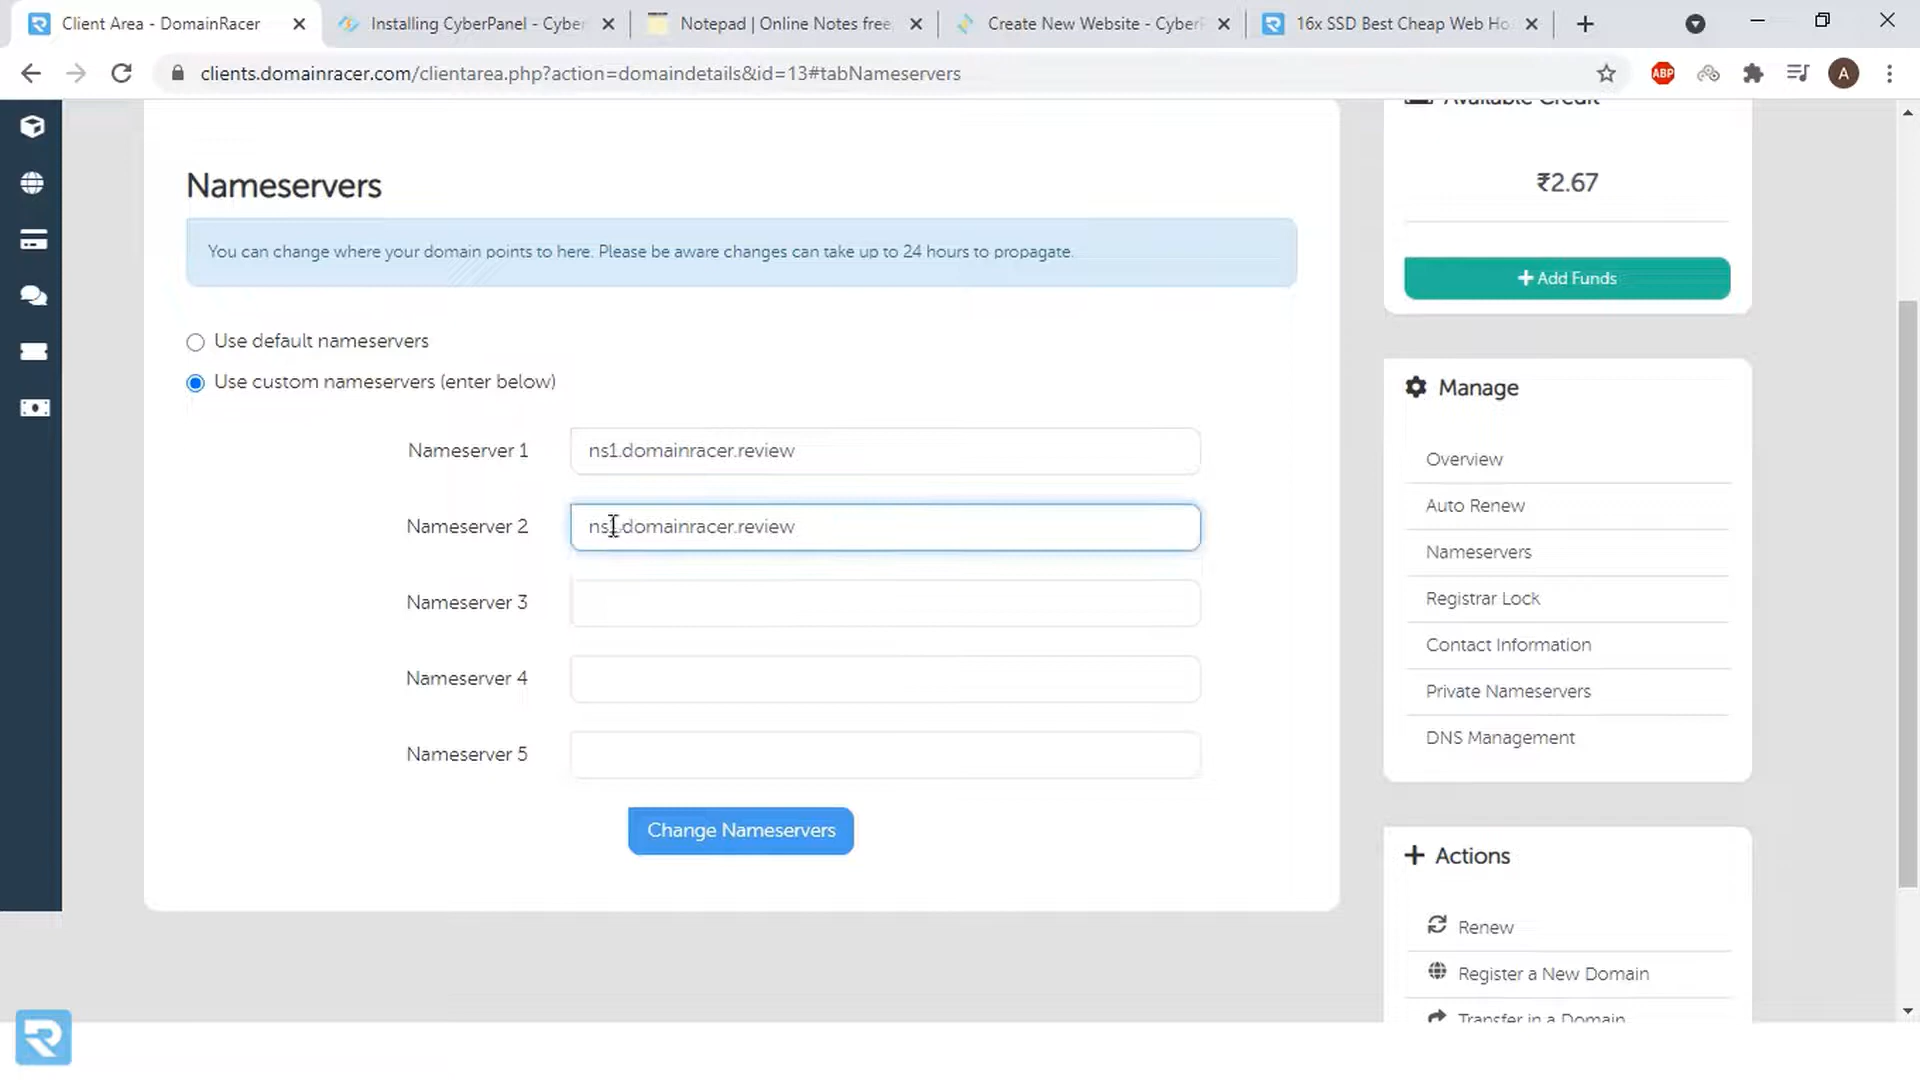 Client Area - DomainRacer
Installing CyberPanel - Cyber
Notepad | Online Notes free
Create New Website - CyberP
16x SSD Best Cheap Web Ho
clients.domainracer.com/clientarea.php?action=domaindetails&id=13#tabNameservers
ABP
A
Available Credit
₹2.67
Add Funds
Nameservers
You can change where your domain points to here. Please be aware changes can take up to 24 hours to propagate.
Use default nameservers
Use custom nameservers (enter below)
Nameserver 1
ns1.domainracer.review
Nameserver 2
ns1.domainracer.review
Nameserver 3
Nameserver 4
Nameserver 5
Change Nameservers
Manage
Overview
Auto Renew
Nameservers
Registrar Lock
Contact Information
Private Nameservers
DNS Management
Actions
Renew
Register a New Domain
Transfer in a Domain